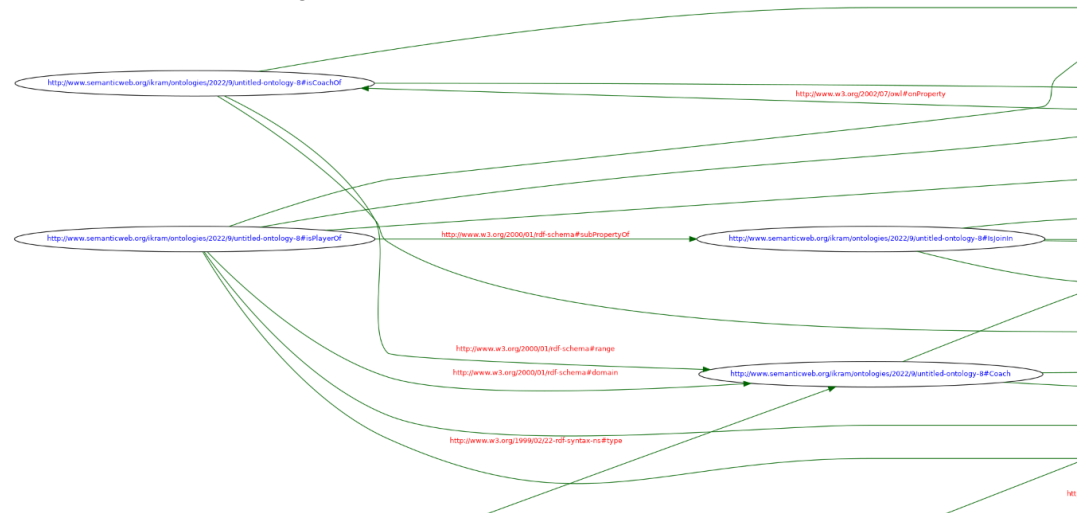 http://www.semanticweb.org/ikram/ontologies/2022/9/untitled-ontology-8#isCoachOf
http://www.w3.org/2002/07/owl#onProperty
http://www.semanticweb.org/ikram/ontologies/2022/9/untitled-ontology-8#isPlayerOf
http://www.w3.org/2000/01/rdf-schema#subPropertyOf
http://www.semanticweb.org/ikram/ontologies/2022/9/untitled-ontology-8#IsJoinIn
http://www.w3.org/2000/01/rdf-schema#range
http://www.w3.org/2000/01/rdf-schema#domain
http://www.semanticweb.org/ikram/ontologies/2022/9/untitled-ontology-8#Coach
http://www.w3.org/1999/02/22-rdf-syntax-ns#type